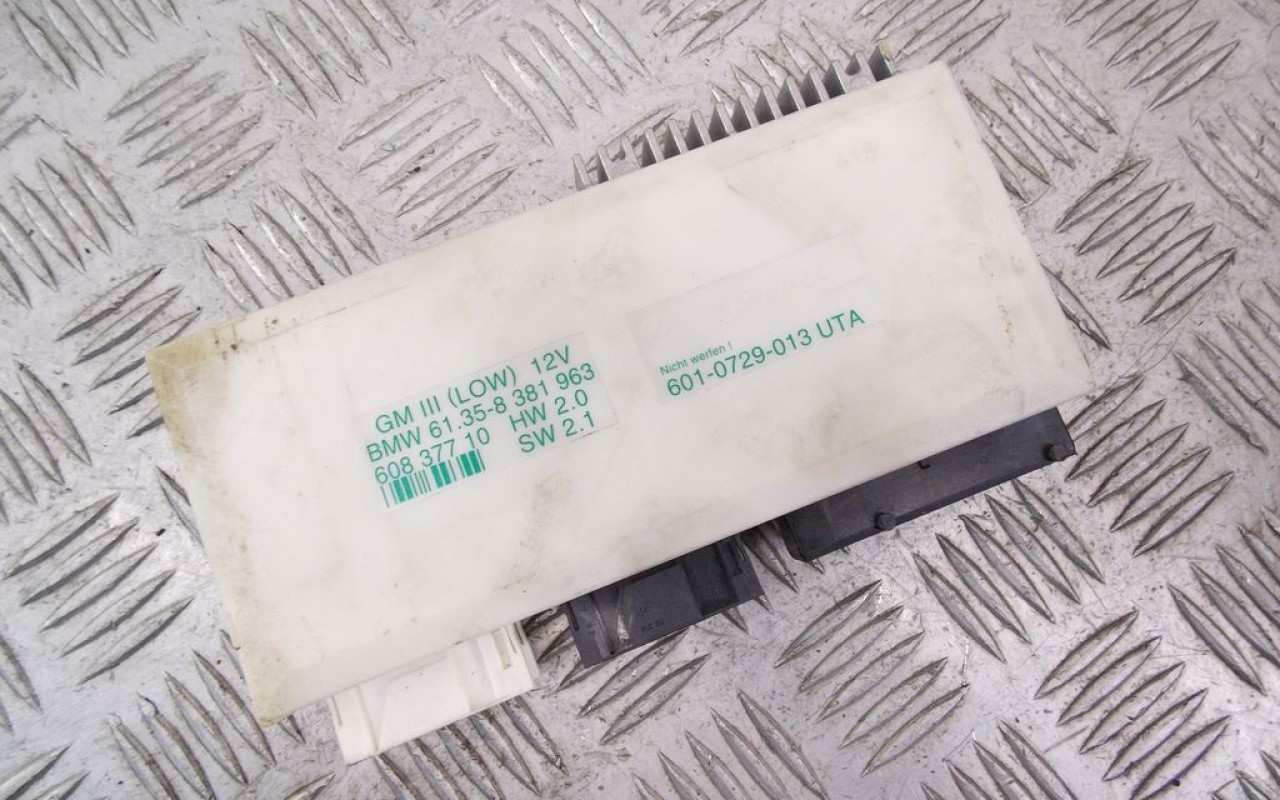 GM III (LOW) 12V
BMW 61.35-8 381 963
608 377 10 HW 2.0
SW 2.1
Nicht werfen !
601-0729-013 UTA